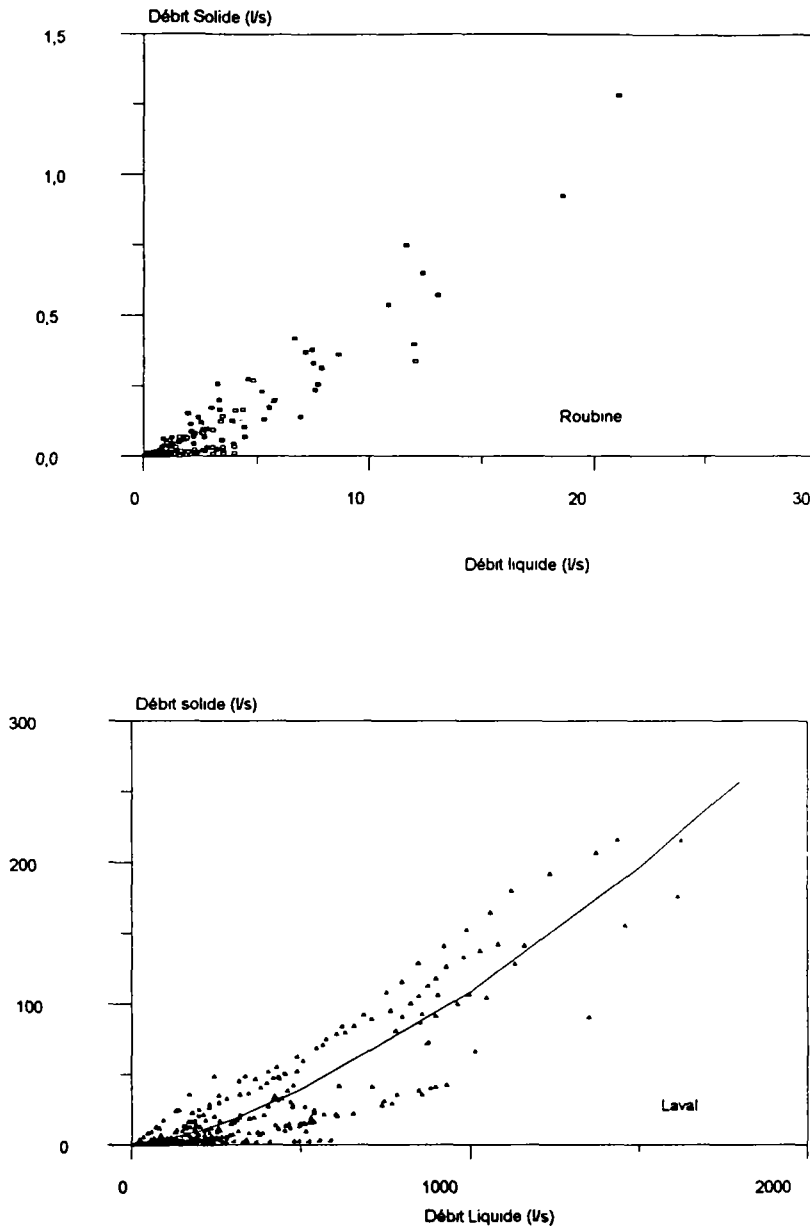 Débit Solide (l/s)
1,5
1,0
0,5
0,0
Roubine
0
10
20
30
Débit liquide (l/s)
Débit solide (l/s)
300
200
100
0
Laval
0
1000
2000
Débit Liquide (l/s)